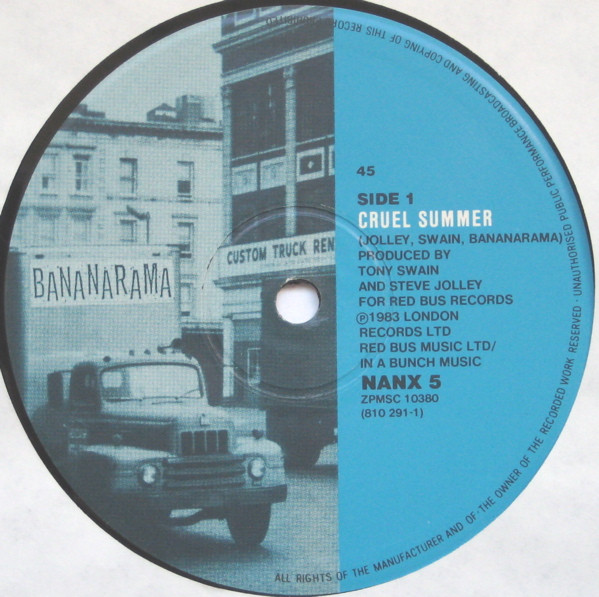 45
SIDE 1
CRUEL SUMMER
(JOLLEY, SWAIN, BANANARAMA)
PRODUCED BY
TONY SWAIN
AND STEVE JOLLEY
FOR RED BUS RECORDS
℗1983 LONDON
RECORDS LTD
RED BUS MUSIC LTD/
IN A BUNCH MUSIC
NANX 5
ZPMSC 10380
(810 291-1)
BANANARAMA
CUSTOM TRUCK REN
ALL RIGHTS OF THE MANUFACTURER AND OF THE OWNER OF THE RECORDED WORK RESERVED · UNAUTHORISED PUBLIC PERFORMANCE BROADCASTING AND COPYING OF THIS RECORD PROHIBITED